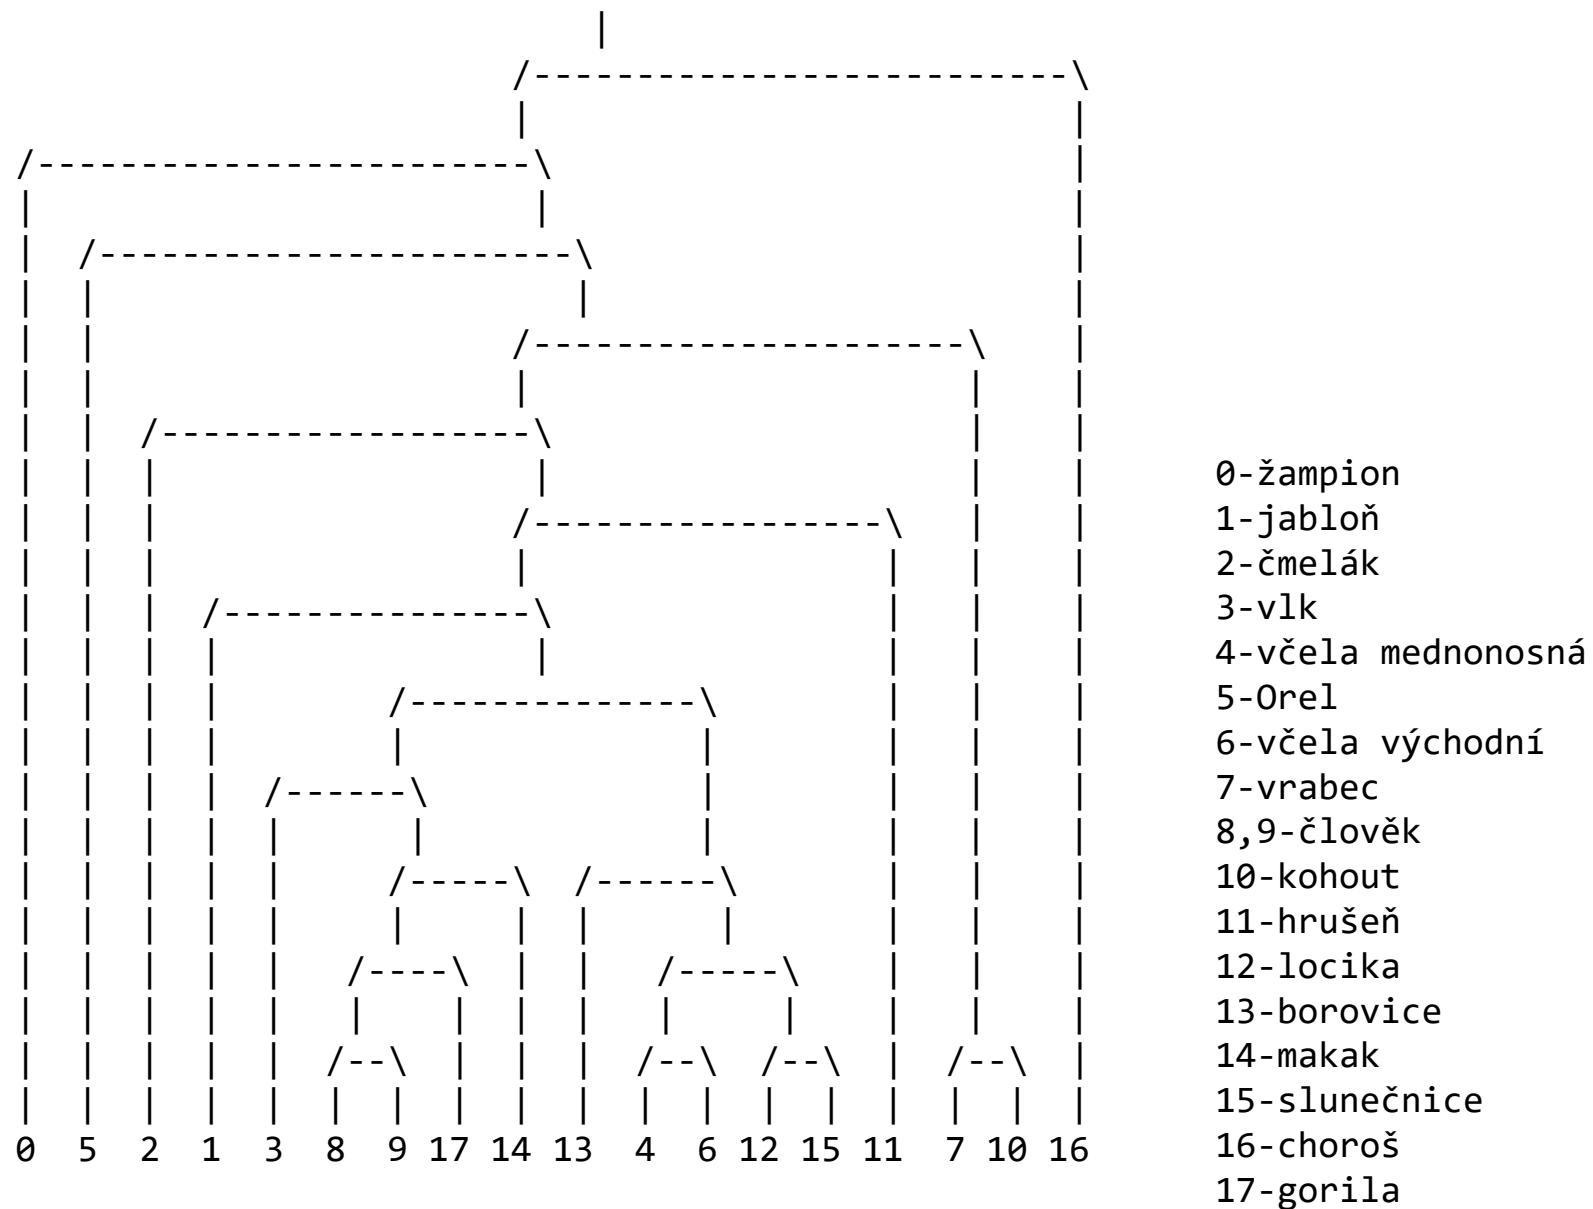 0-žampion
1-jabloň
2-čmelák
3-vlk
4-včela mednonosná
5-Orel
6-včela východní
7-vrabec
8,9-člověk
10-kohout
11-hrušeň
12-locika
13-borovice
14-makak
15-slunečnice
0 5 2 1 3 8 9 17 14 13 4 6 12 15 11 7 10 16
16-choroš
17-gorila